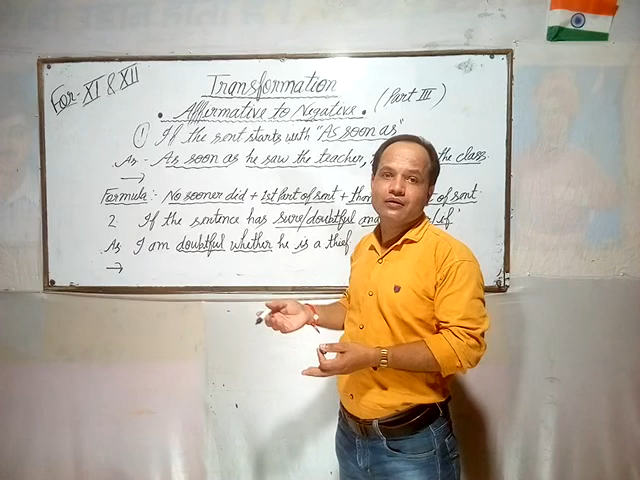 For - XI & XII
Transformation
• Affirmative to Negative • (Part III)
① If the sent starts with "As soon as"
As - As soon as he saw the teacher, the class.
→
Formula :- No sooner did + 1st Part of sent + than of sent.
2. If the sentence has sure/doubtful and /if'
As I am doubtful whether he is a thief
→